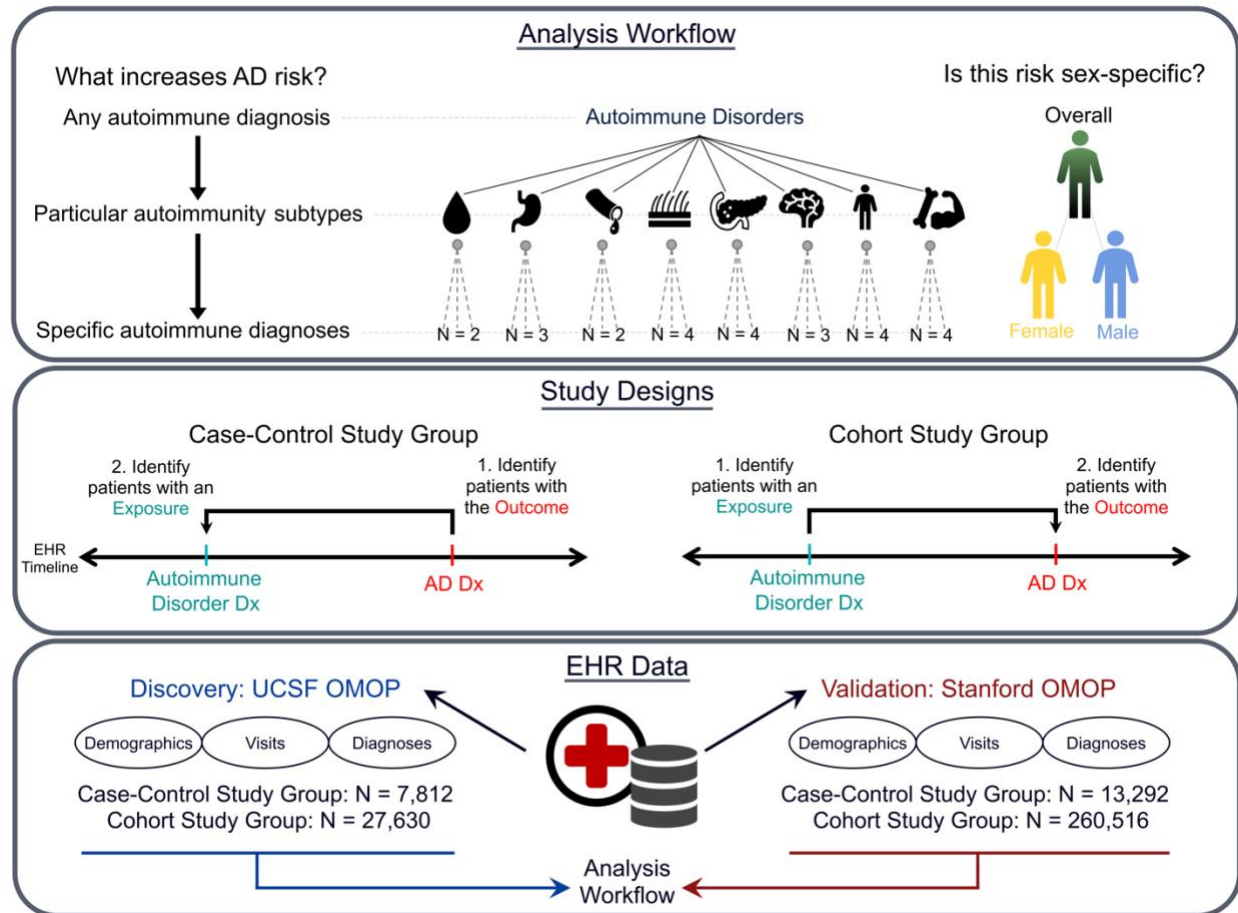 Analysis Workflow
What increases AD risk?
Is this risk sex-specific?
Any autoimmune diagnosis
Autoimmune Disorders
Overall
Particular autoimmunity subtypes
Specific autoimmune diagnoses
N = 2
N = 3
N = 2
N = 4
N = 4
N = 3
N = 4
N = 4
Female
Male
Study Designs
Case-Control Study Group
2. Identify
patients with an
Exposure
1. Identify
patients with
the Outcome
EHR
Timeline
Autoimmune
Disorder Dx
AD Dx
Cohort Study Group
1. Identify
patients with an
Exposure
2. Identify
patients with
the Outcome
Autoimmune
Disorder Dx
AD Dx
EHR Data
Discovery: UCSF OMOP
Demographics
Visits
Diagnoses
Case-Control Study Group: N = 7,812
Cohort Study Group: N = 27,630
Validation: Stanford OMOP
Demographics
Visits
Diagnoses
Case-Control Study Group: N = 13,292
Cohort Study Group: N = 260,516
Analysis
Workflow